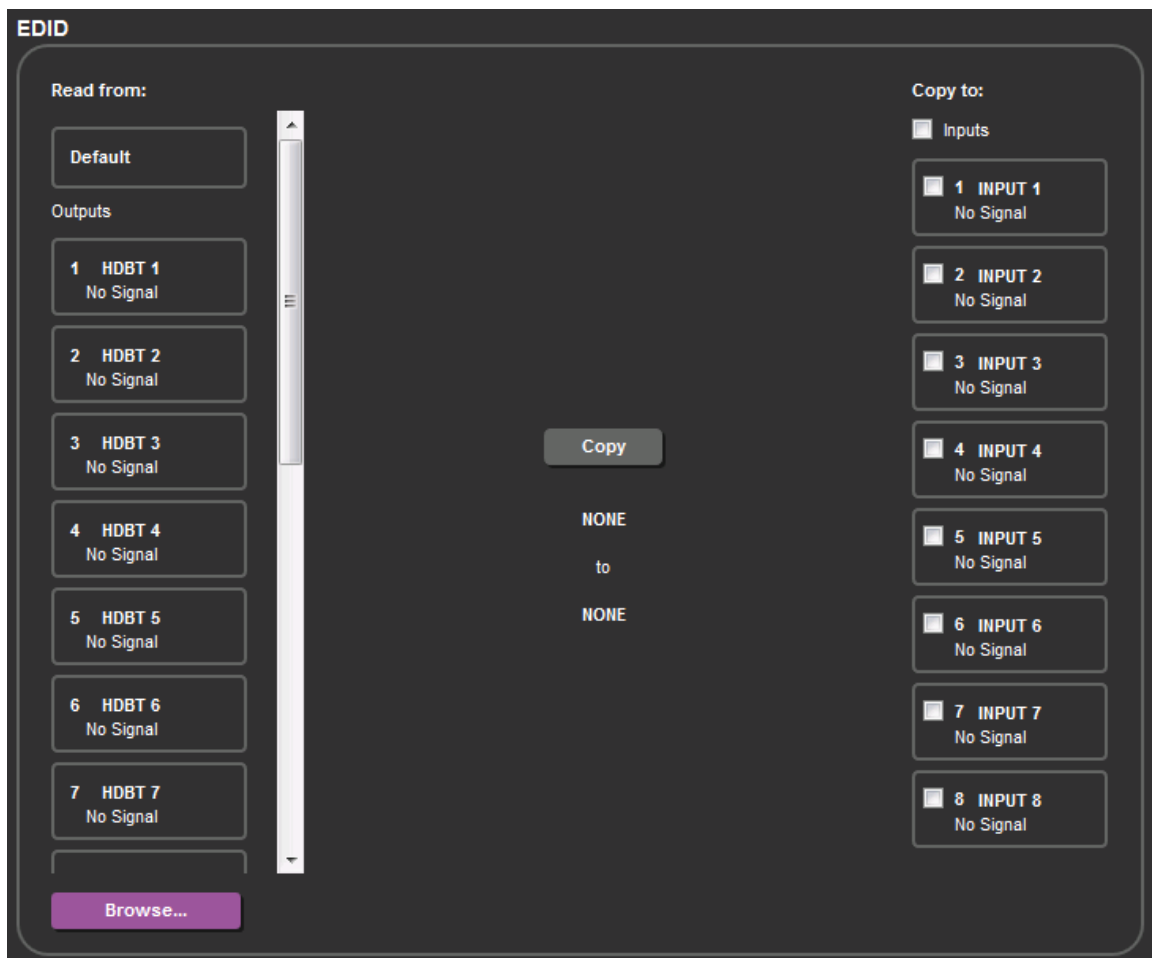 EDID
Read from:
Default
Outputs
1 HDBT 1
No Signal
2 HDBT 2
No Signal
3 HDBT 3
No Signal
4 HDBT 4
No Signal
5 HDBT 5
No Signal
6 HDBT 6
No Signal
7 HDBT 7
No Signal
Browse...
Copy
NONE
to
NONE
Copy to:
Inputs
1 INPUT 1
No Signal
2 INPUT 2
No Signal
3 INPUT 3
No Signal
4 INPUT 4
No Signal
5 INPUT 5
No Signal
6 INPUT 6
No Signal
7 INPUT 7
No Signal
8 INPUT 8
No Signal